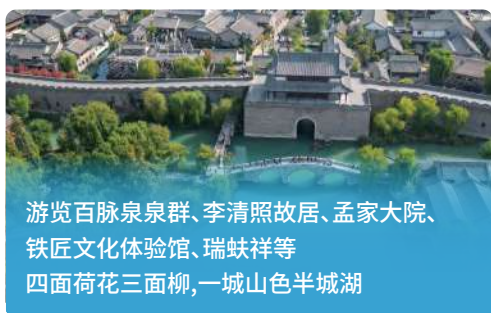 游览百脉泉泉群、李清照故居、孟家大院、
铁匠文化体验馆、瑞蚨祥等
四面荷花三面柳,一城山色半城湖